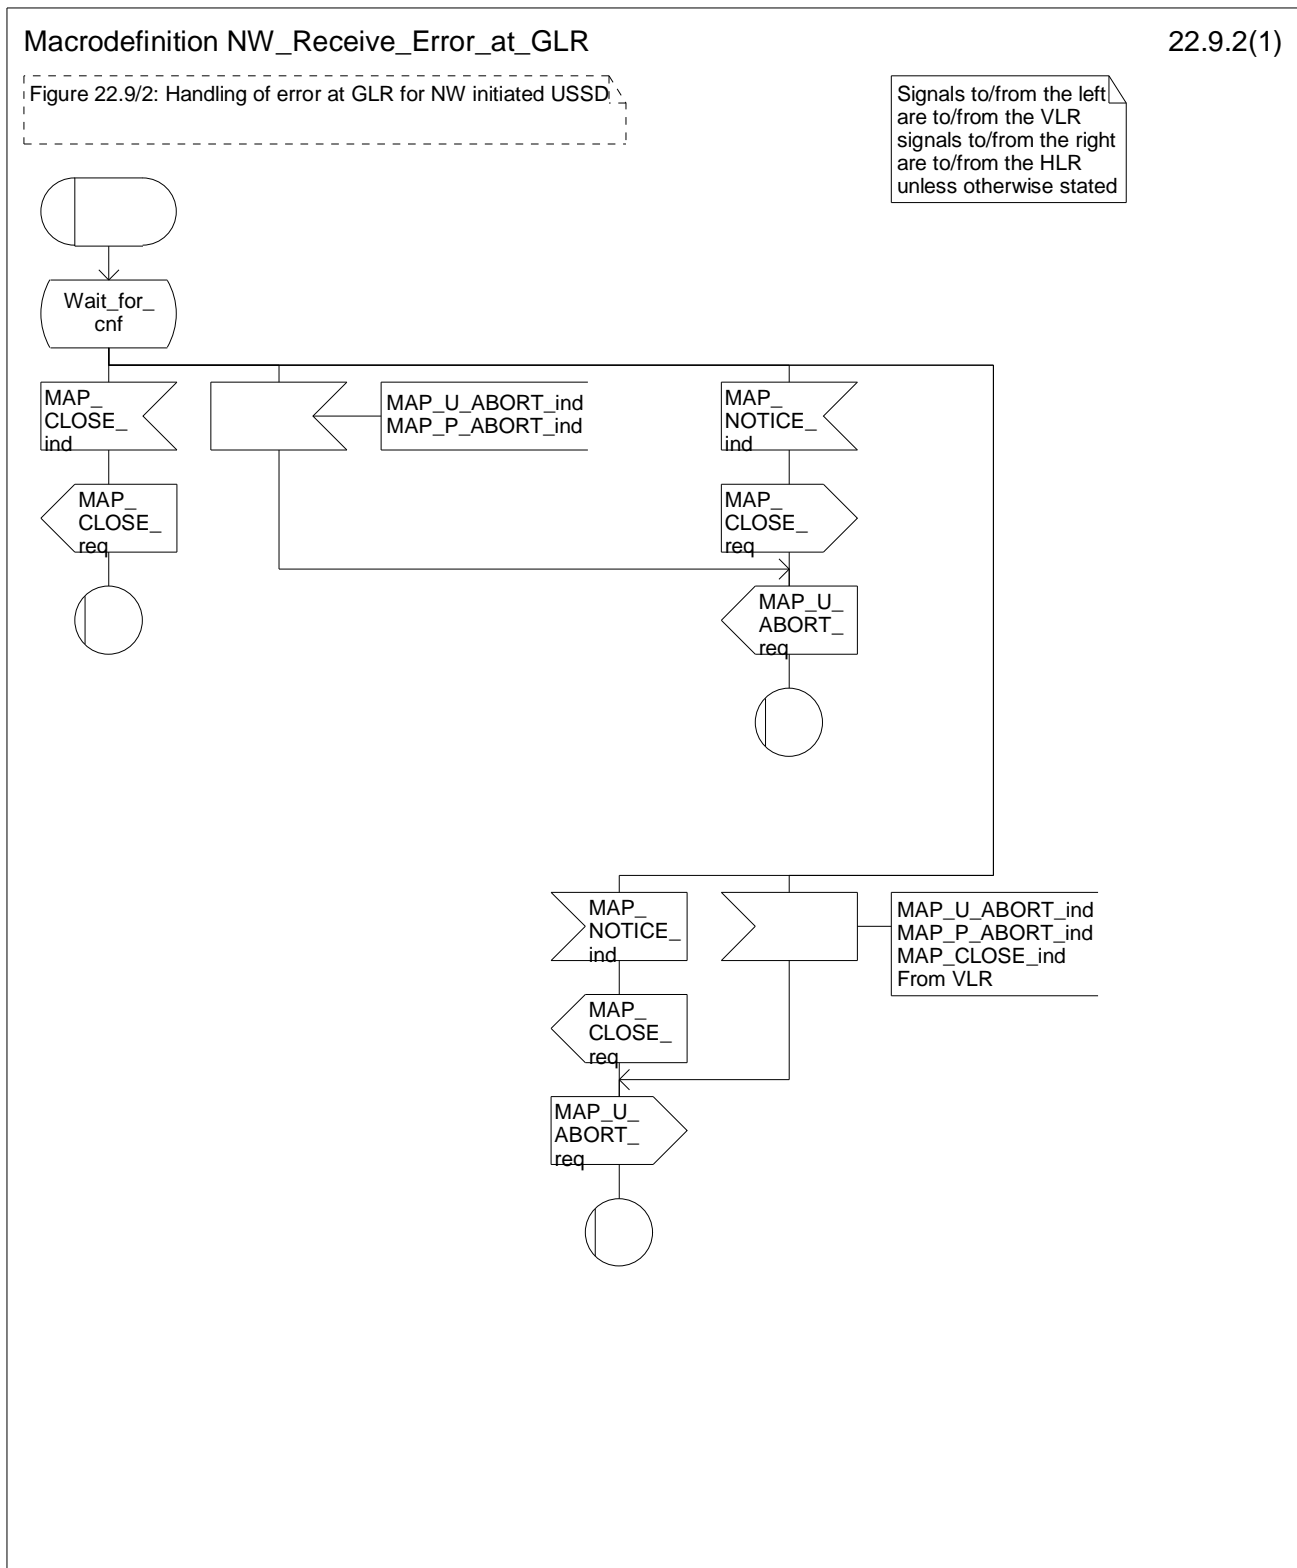 Macrodefinition NW_Receive_Error_at_GLR
22.9.2(1)
Figure 22.9/2: Handling of error at GLR for NW initiated USSD
Signals to/from the left
are to/from the VLR
signals to/from the right
are to/from the HLR
unless otherwise stated
Wait_for_
cnf
MAP_
CLOSE_
ind
MAP_U_ABORT_ind
MAP_P_ABORT_ind
MAP_
NOTICE_
ind
MAP_
CLOSE_
req
MAP_
CLOSE_
req
MAP_U_
ABORT_
req
MAP_
NOTICE_
ind
MAP_U_ABORT_ind
MAP_P_ABORT_ind
MAP_CLOSE_ind
From VLR
MAP_
CLOSE_
req
MAP_U_
ABORT_
req